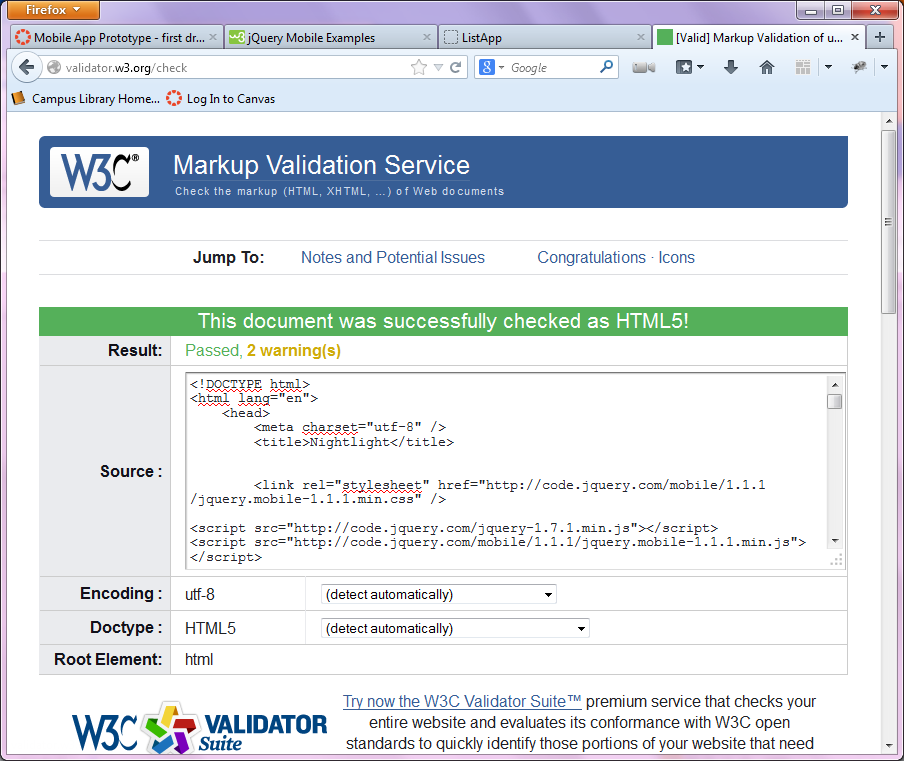 Firefox
Mobile App Prototype - first dr...
w3 jQuery Mobile Examples
ListApp
[Valid] Markup Validation of u...
validator.w3.org/check
8 Google
Campus Library Home...
Log In to Canvas
W3C®
Markup Validation Service
Check the markup (HTML, XHTML, …) of Web documents
Jump To: Notes and Potential Issues Congratulations · Icons
This document was successfully checked as HTML5!
Result: Passed, 2 warning(s)
Source :
<!DOCTYPE html>
<html lang="en">
<head>
<meta charset="utf-8" />
<title>Nightlight</title>
<link rel="stylesheet" href="http://code.jquery.com/mobile/1.1.1
/jquery.mobile-1.1.1.min.css" />
<script src="http://code.jquery.com/jquery-1.7.1.min.js"></script>
<script src="http://code.jquery.com/mobile/1.1.1/jquery.mobile-1.1.1.min.js">
</script>
Encoding : utf-8 (detect automatically)
Doctype : HTML5 (detect automatically)
Root Element: html
W3C VALIDATOR Suite
Try now the W3C Validator Suite™ premium service that checks your
entire website and evaluates its conformance with W3C open
standards to quickly identify those portions of your website that need